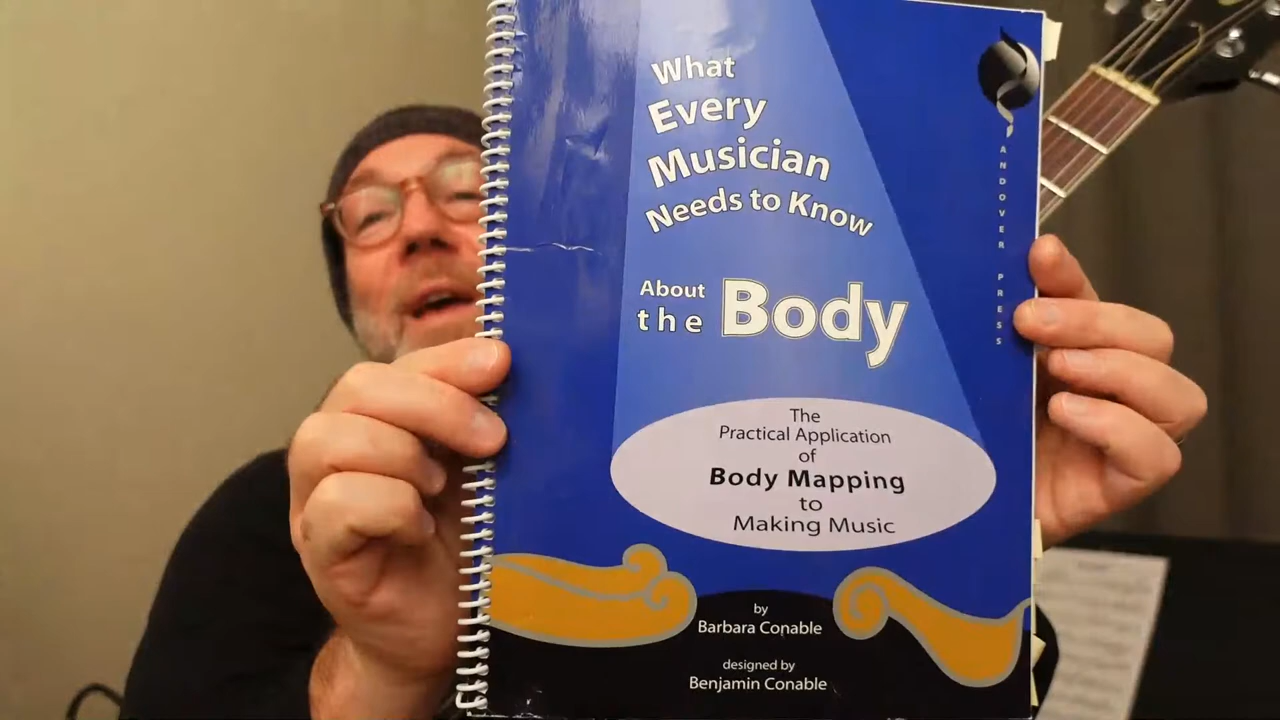 What
Every
Musician
Needs to Know
About
the Body
The
Practical Application
of
Body Mapping
to
Making Music
by
Barbara Conable
designed by
Benjamin Conable
ANDOVER PRESS